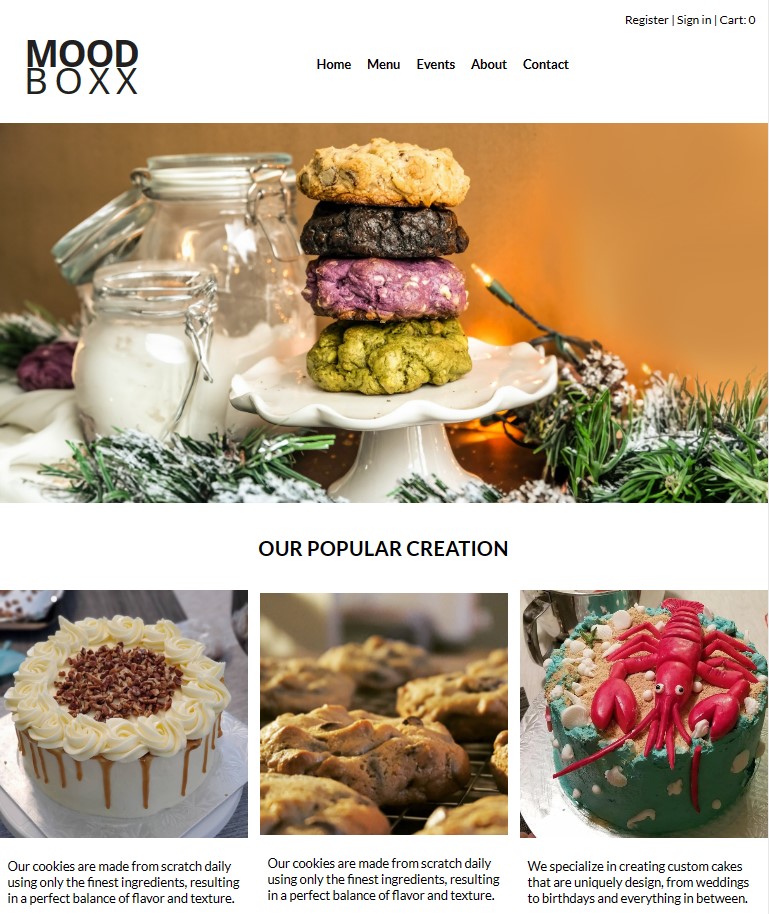 Register | Sign in | Cart: 0
MOOD
BOXX
Home Menu Events About Contact
OUR POPULAR CREATION
Our cookies are made from scratch daily
using only the finest ingredients, resulting
in a perfect balance of flavor and texture.
Our cookies are made from scratch daily
using only the finest ingredients, resulting
in a perfect balance of flavor and texture.
We specialize in creating custom cakes
that are uniquely design, from weddings
to birthdays and everything in between.